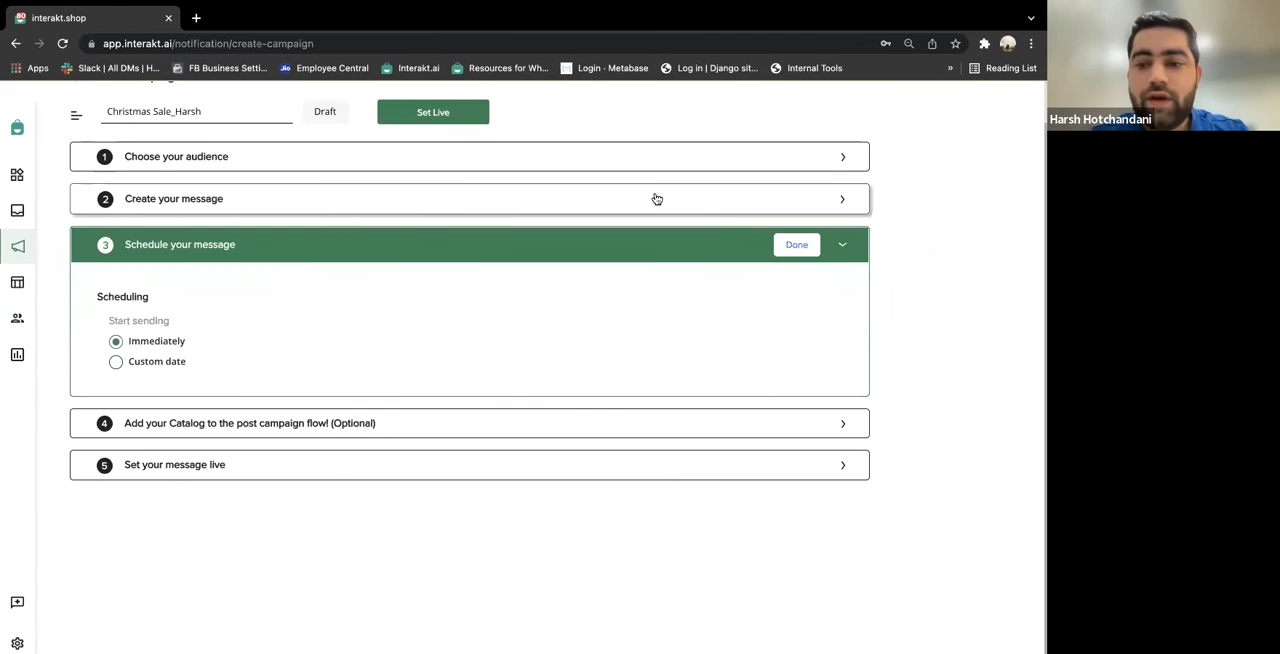 interakt.shop
app.interakt.ai/notification/create-campaign
Apps Slack | All DMs | H... FB Business Setti... Employee Central Interakt.ai Resources for Wh... Login · Metabase Log in | Django sit... Internal Tools » Reading List
Christmas Sale_Harsh Draft Set Live
Harsh Hotchandani
1 Choose your audience
2 Create your message
3 Schedule your message Done
Scheduling
Start sending
Immediately
Custom date
4 Add your Catalog to the post campaign flow! (Optional)
5 Set your message live